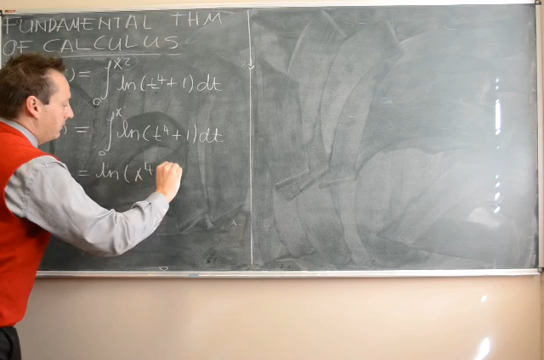 FUNDAMENTAL THM
OF CALCULUS
) = ∫₀^x² ln(t⁴+1)dt
) = ∫₀^x ln(t⁴+1)dt
= ln(x⁴